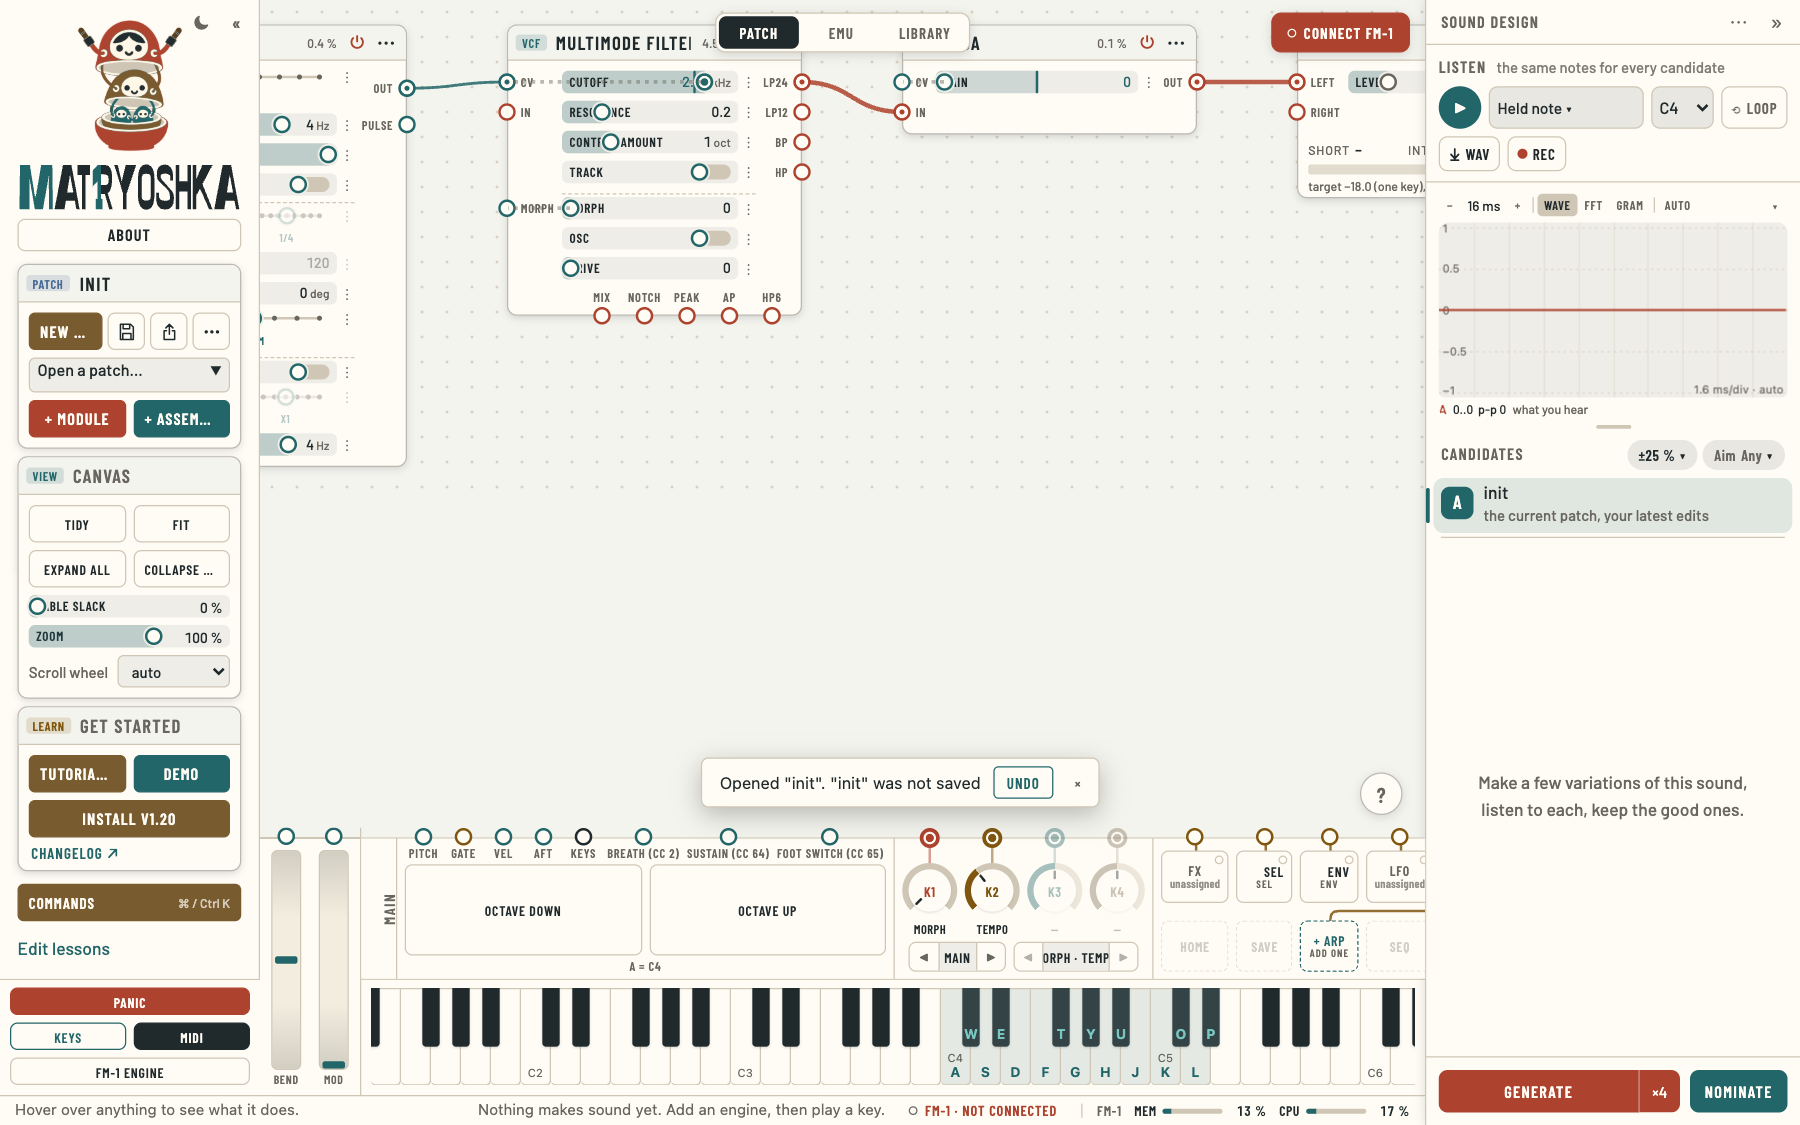 «
MATRYOSHKA
ABOUT
PATCH INIT
NEW ...
Open a patch...
+ MODULE
+ ASSEM...
VIEW CANVAS
TIDY
FIT
EXPAND ALL
COLLAPSE ...
BLE SLACK 0 %
ZOOM 100 %
Scroll wheel auto
LEARN GET STARTED
TUTORIA...
DEMO
INSTALL V1.20
CHANGELOG ↗
COMMANDS ⌘ / Ctrl K
Edit lessons
PANIC
KEYS
MIDI
FM-1 ENGINE
PATCH
EMU
LIBRARY
CONNECT FM-1
0.4 %
OUT
4 Hz
PULSE
1/4
120
0 deg
X1
4 Hz
VCF MULTIMODE FILTE
CV CUTOFF kHz LP24
IN 0.2 LP12
AMOUNT 1 oct BP
TRACK HP
MORPH 0
OSC
0
MIX NOTCH PEAK AP HP6
A 0.1 %
CV 0 OUT
IN
LEFT
RIGHT
SHORT –
target –18.0 (one key),
Opened "init". "init" was not saved UNDO ×
?
PITCH GATE VEL AFT KEYS BREATH (CC 2) SUSTAIN (CC 64) FOOT SWITCH (CC 65)
MAIN
OCTAVE DOWN
OCTAVE UP
A = C4
K1 K2 K3 K4
MORPH TEMPO – –
MAIN
ORPH · TEMP
FX
unassigned
SEL
SEL
ENV
ENV
LFO
unassigned
HOME
SAVE
+ ARP
ADD ONE
SEQ
BEND MOD
W E T Y U O P
C2 C3 C4 C5 C6
A S D F G H J K L
Hover over anything to see what it does.
Nothing makes sound yet. Add an engine, then play a key.
FM-1 · NOT CONNECTED
FM-1 MEM 13 % CPU 17 %
SOUND DESIGN ··· »
LISTEN the same notes for every candidate
Held note
C4
LOOP
WAV
REC
– 16 ms + WAVE FFT GRAM AUTO
1
0.5
0
–0.5
–1
1.6 ms/div · auto
A 0..0 p-p 0 what you hear
CANDIDATES ±25 % Aim Any
A init
the current patch, your latest edits
Make a few variations of this sound,
listen to each, keep the good ones.
GENERATE ×4 NOMINATE